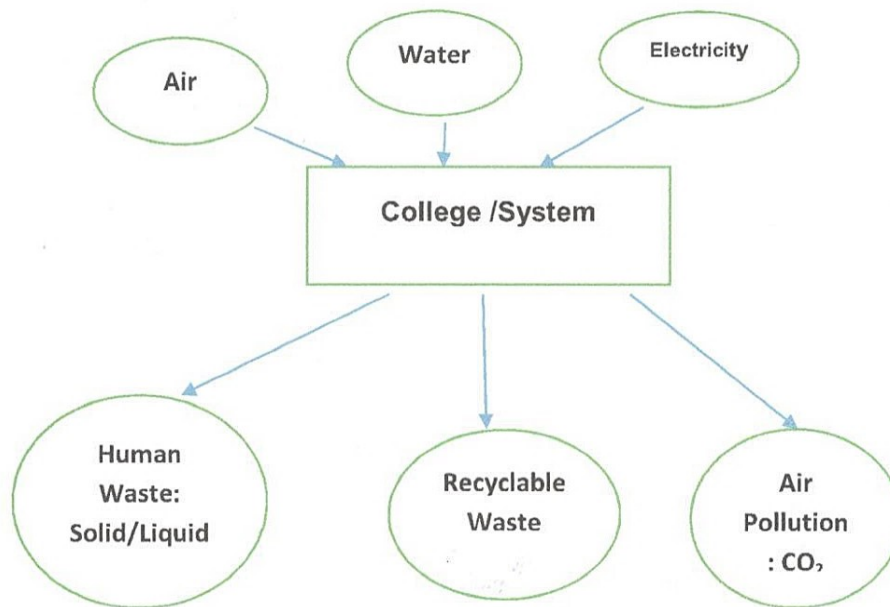 Air
Water
Electricity
College /System
Human
Waste:
Solid/Liquid
Recyclable
Waste
Air
Pollution
: CO₂